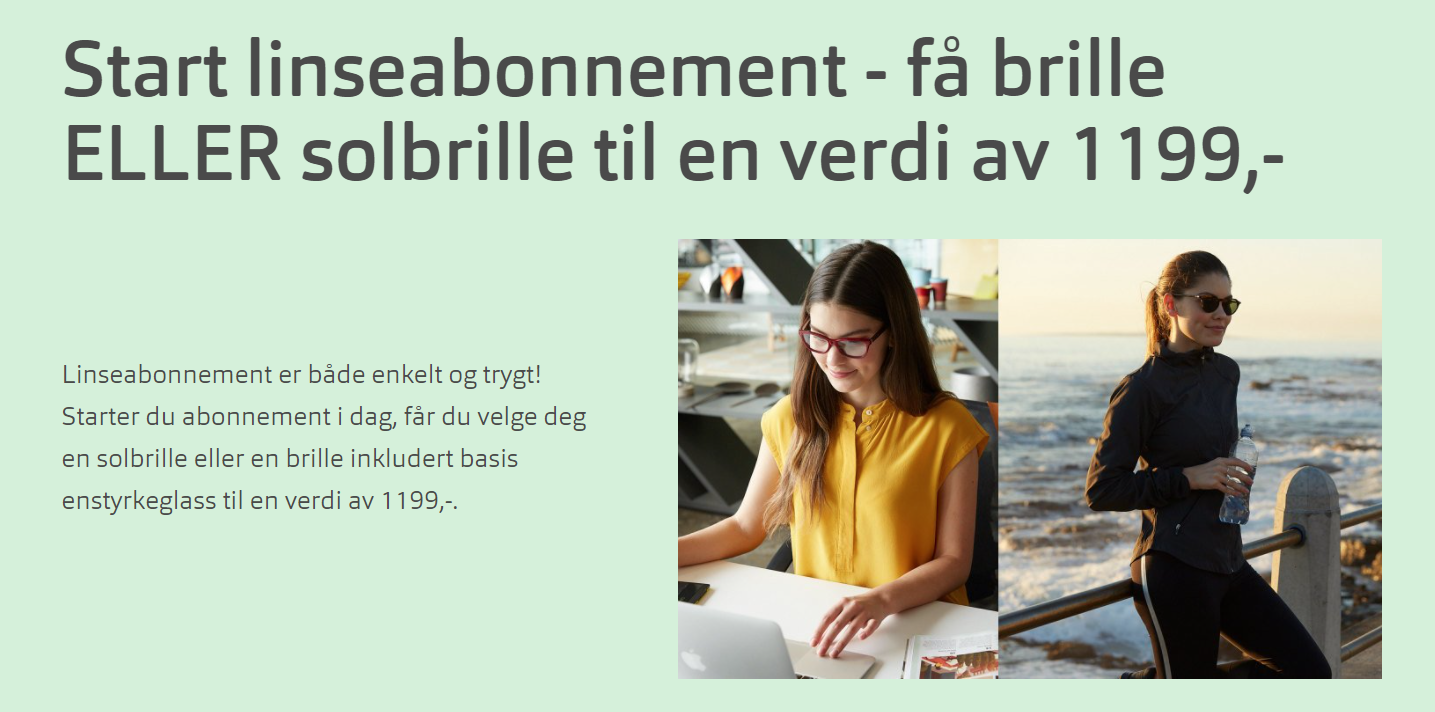 Start linseabonnement - få brille
ELLER solbrille til en verdi av 1199,-
Linseabonnement er både enkelt og trygt!
Starter du abonnement i dag, får du velge deg
en solbrille eller en brille inkludert basis
enstyrkeglass til en verdi av 1199,-.